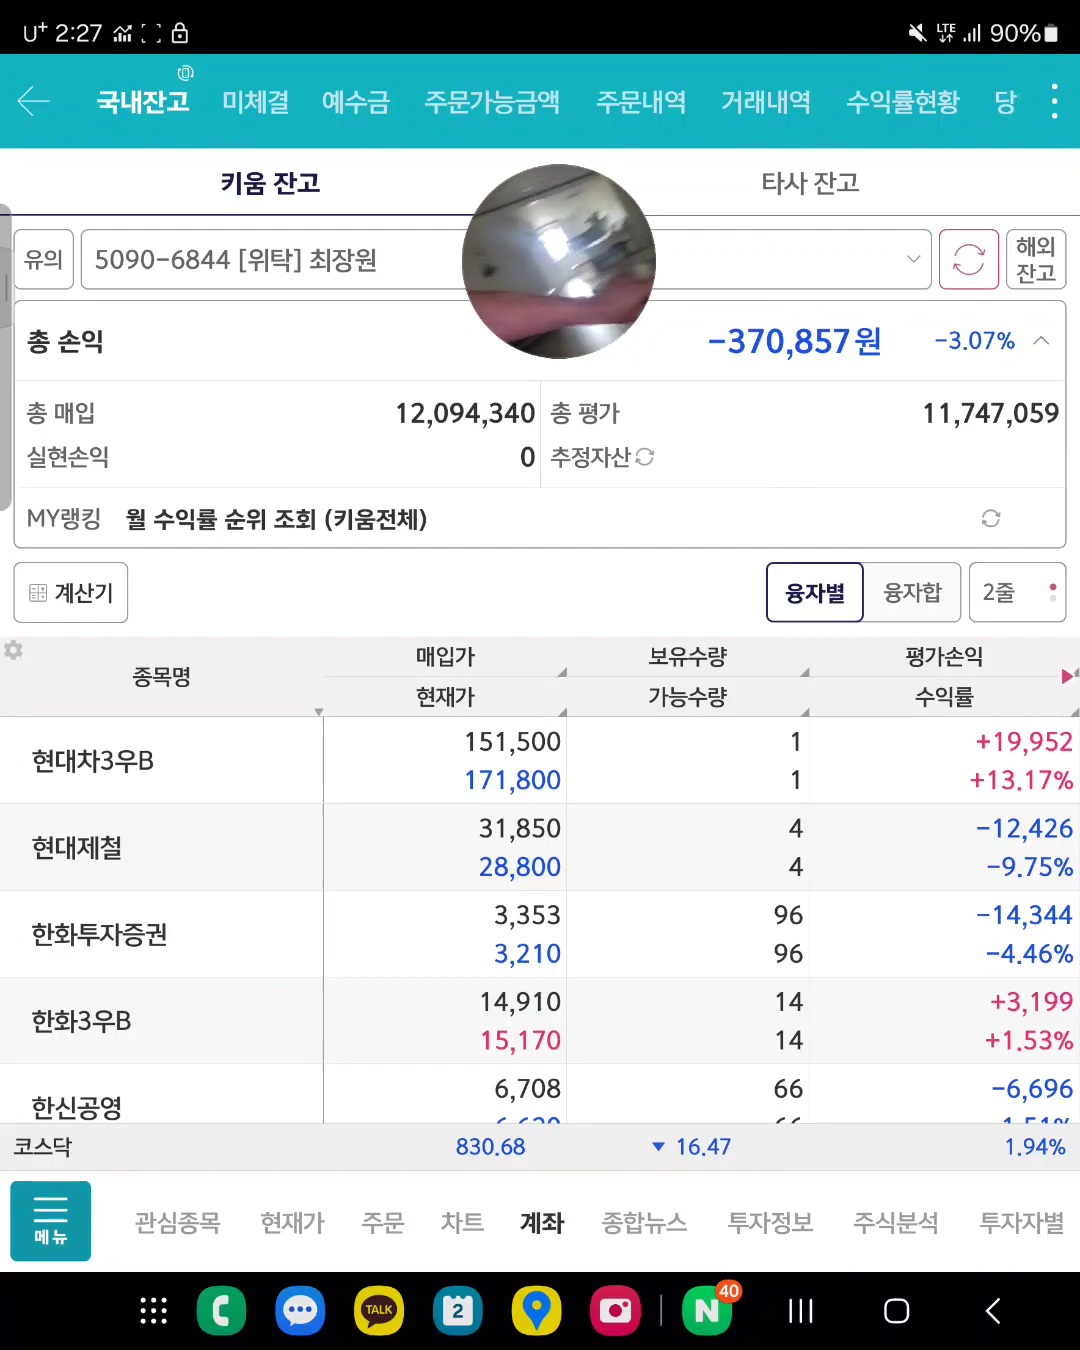 U+ 2:27 LTE 90%
국내잔고 미체결 예수금 주문가능금액 주문내역 거래내역 수익률현황 당
키움 잔고 타사 잔고
유의 5090-6844 [위탁] 최장원 해외 잔고
총 손익 -370,857원 -3.07%
총 매입 12,094,340 총 평가 11,747,059
실현손익 0 추정자산
MY랭킹 월 수익률 순위 조회 (키움전체)
계산기 융자별 융자합 2줄
종목명 매입가 보유수량 평가손익
현재가 가능수량 수익률
현대차3우B 151,500 1 +19,952
171,800 1 +13.17%
현대제철 31,850 4 -12,426
28,800 4 -9.75%
한화투자증권 3,353 96 -14,344
3,210 96 -4.46%
한화3우B 14,910 14 +3,199
15,170 14 +1.53%
한신공영 6,708 66 -6,696
코스닥 830.68 ▼ 16.47 1.94%
메뉴 관심종목 현재가 주문 차트 계좌 종합뉴스 투자정보 주식분석 투자자별
TALK 2 N 40